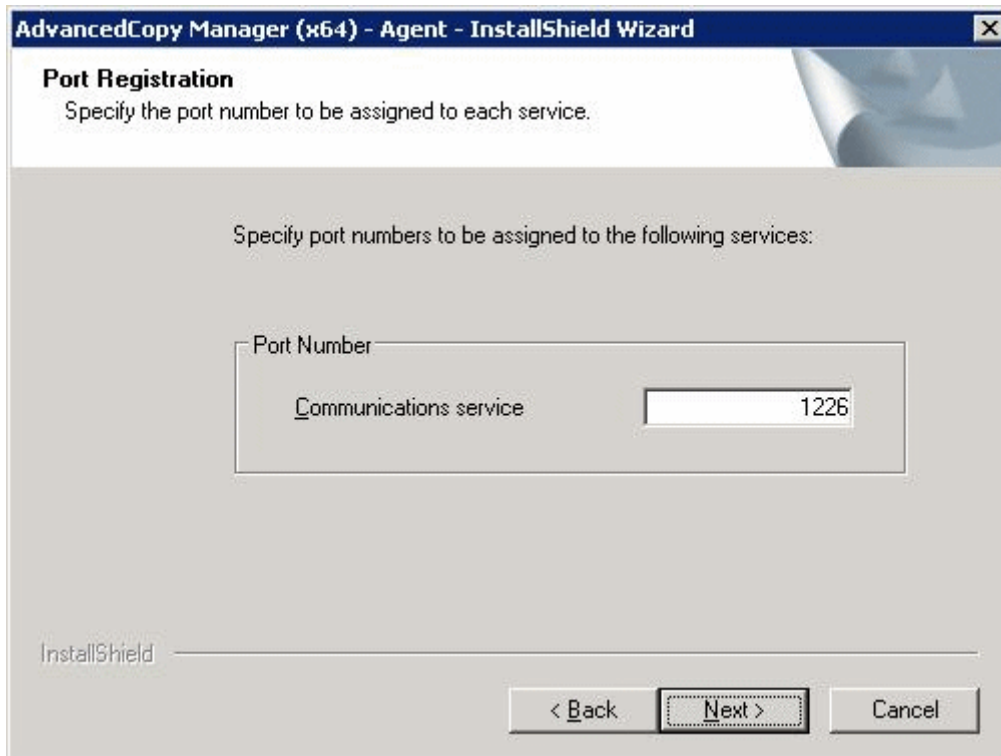 AdvancedCopy Manager (x64) - Agent - InstallShield Wizard
Port Registration
Specify the port number to be assigned to each service.
Specify port numbers to be assigned to the following services:
Port Number
Communications service 1226
InstallShield
< Back Next > Cancel